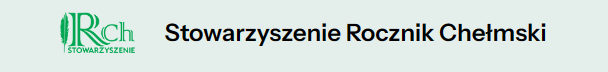 Rch
STOWARZYSZENIE
Stowarzyszenie Rocznik Chełmski